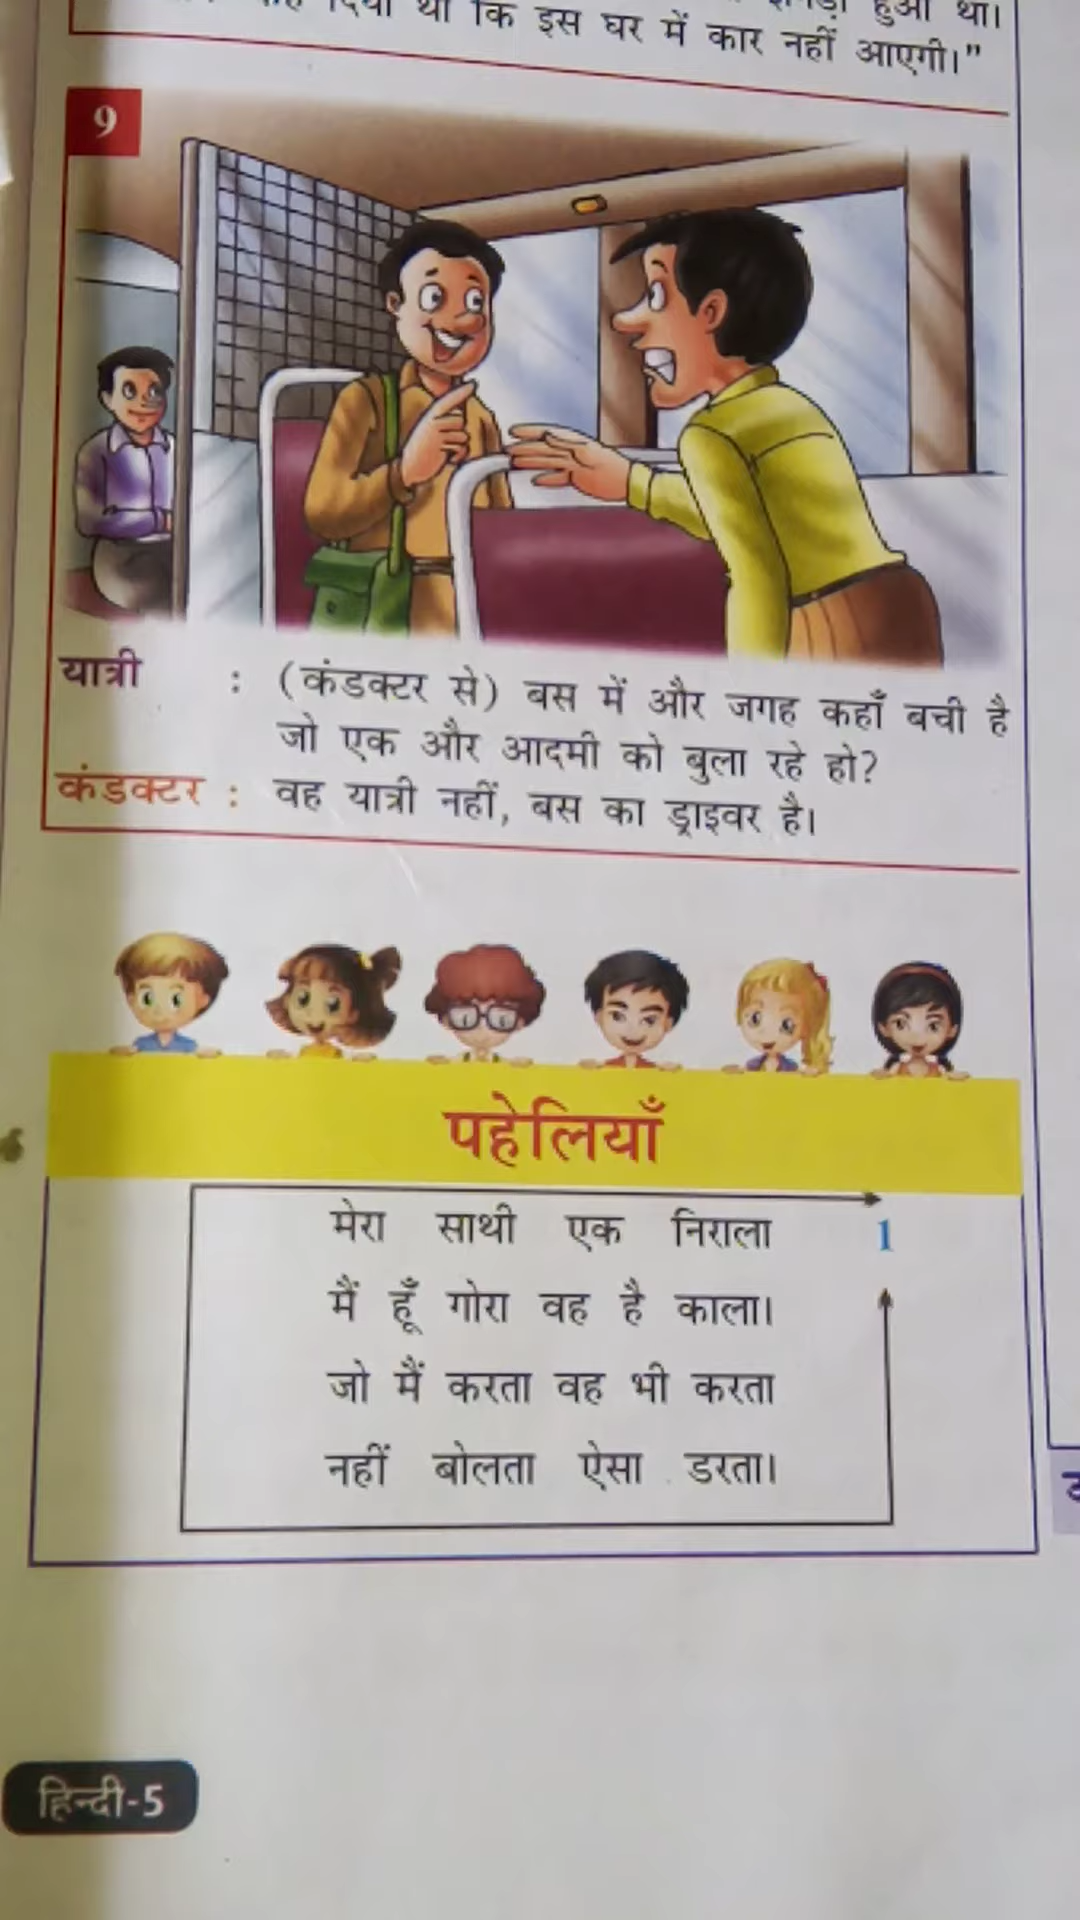 दिया था कि इस घर में कार नहीं आएगी।"
हुआ था।
9
यात्री : (कंडक्टर से) बस में और जगह कहाँ बची है
जो एक और आदमी को बुला रहे हो?
कंडक्टर : वह यात्री नहीं, बस का ड्राइवर है।
पहेलियाँ
मेरा साथी एक निराला 1
मैं हूँ गोरा वह है काला।
जो मैं करता वह भी करता
नहीं बोलता ऐसा डरता।
हिन्दी-5